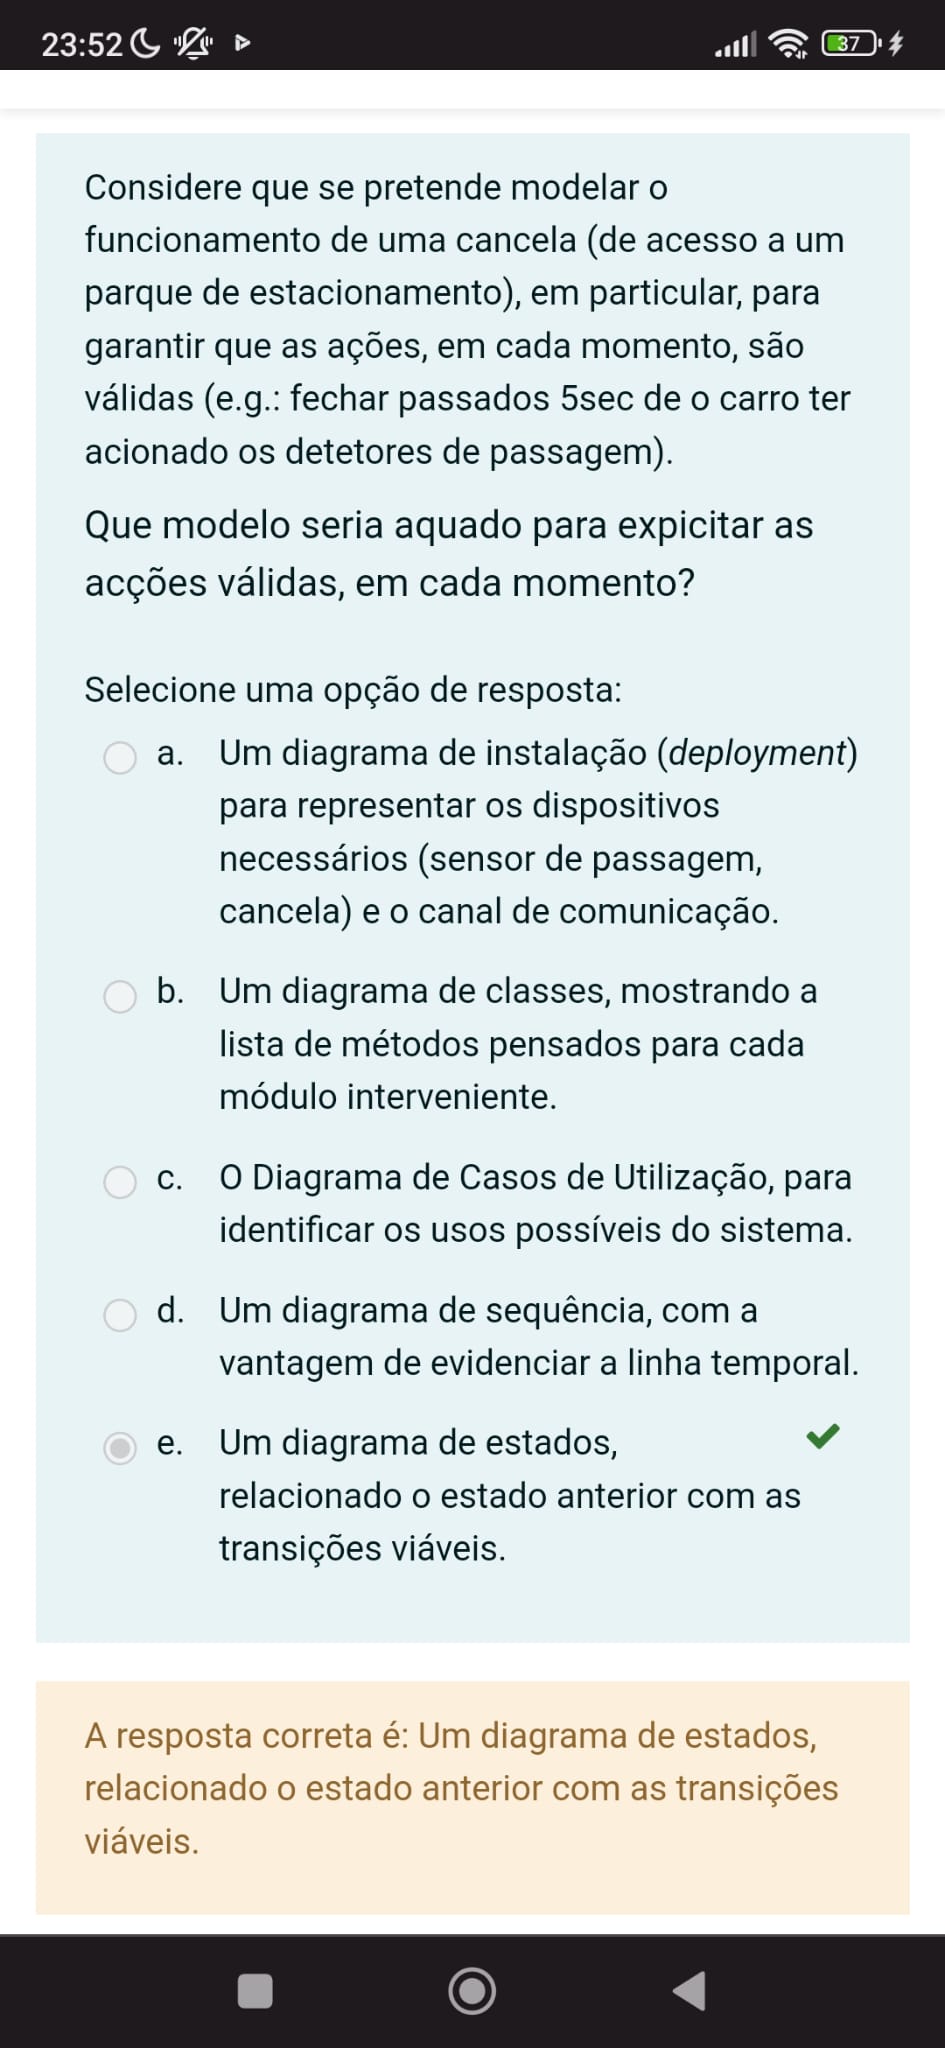 23:52
37
Considere que se pretende modelar o
funcionamento de uma cancela (de acesso a um
parque de estacionamento), em particular, para
garantir que as ações, em cada momento, são
válidas (e.g.: fechar passados 5sec de o carro ter
acionado os detetores de passagem).
Que modelo seria aquado para expicitar as
acções válidas, em cada momento?
Selecione uma opção de resposta:
a. Um diagrama de instalação (deployment)
para representar os dispositivos
necessários (sensor de passagem,
cancela) e o canal de comunicação.
b. Um diagrama de classes, mostrando a
lista de métodos pensados para cada
módulo interveniente.
c. O Diagrama de Casos de Utilização, para
identificar os usos possíveis do sistema.
d. Um diagrama de sequência, com a
vantagem de evidenciar a linha temporal.
e. Um diagrama de estados,
relacionado o estado anterior com as
transições viáveis.
A resposta correta é: Um diagrama de estados,
relacionado o estado anterior com as transições
viáveis.